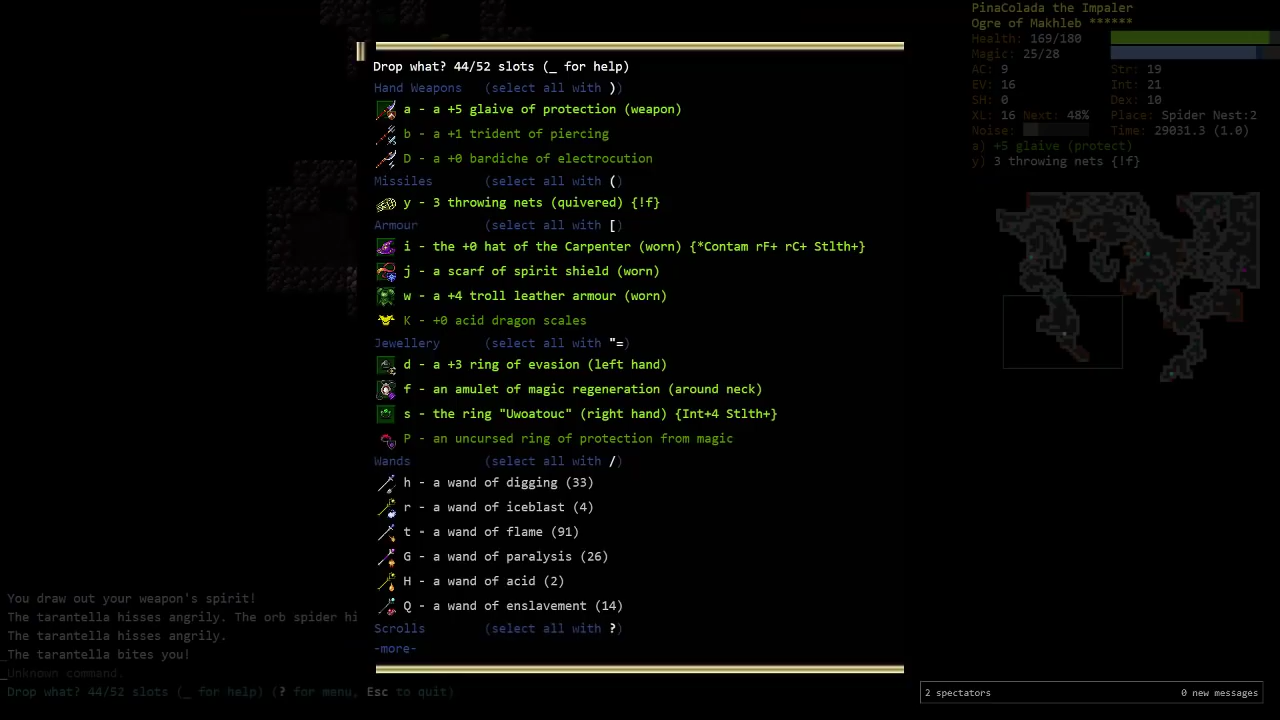 PinaColada the Impaler
Ogre of Makhleb ******
Health: 169/180
Magic: 25/28
AC: 9 Str: 19
EV: 16 Int: 21
SH: 0 Dex: 10
XL: 16 Next: 48% Place: Spider Nest:2
Noise: Time: 29031.3 (1.0)
a) +5 glaive (protect)
y) 3 throwing nets {!f}
Drop what? 44/52 slots (_ for help)
Hand Weapons (select all with ))
a - a +5 glaive of protection (weapon)
b - a +1 trident of piercing
D - a +0 bardiche of electrocution
Missiles (select all with ()
y - 3 throwing nets (quivered) {!f}
Armour (select all with [)
i - the +0 hat of the Carpenter (worn) {*Contam rF+ rC+ Stlth+}
j - a scarf of spirit shield (worn)
w - a +4 troll leather armour (worn)
K - +0 acid dragon scales
Jewellery (select all with "=)
d - a +3 ring of evasion (left hand)
f - an amulet of magic regeneration (around neck)
s - the ring "Uwoatouc" (right hand) {Int+4 Stlth+}
P - an uncursed ring of protection from magic
Wands (select all with /)
h - a wand of digging (33)
r - a wand of iceblast (4)
t - a wand of flame (91)
G - a wand of paralysis (26)
H - a wand of acid (2)
Q - a wand of enslavement (14)
Scrolls (select all with ?)
-more-
You draw out your weapon's spirit!
The tarantella hisses angrily. The orb spider hi
The tarantella hisses angrily.
_The tarantella bites you!
_Unknown command.
Drop what? 44/52 slots (_ for help) (? for menu, Esc to quit)
2 spectators 0 new messages